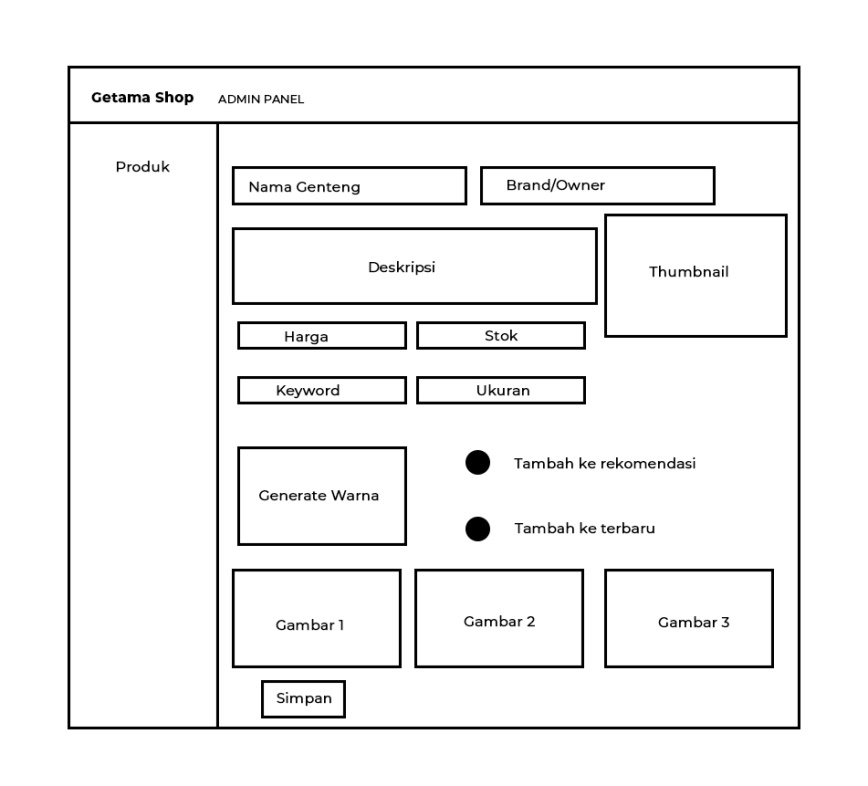 Getama Shop ADMIN PANEL
Produk
Nama Genteng
Brand/Owner
Deskripsi
Thumbnail
Harga
Stok
Keyword
Ukuran
Generate Warna
Tambah ke rekomendasi
Tambah ke terbaru
Gambar 1
Gambar 2
Gambar 3
Simpan